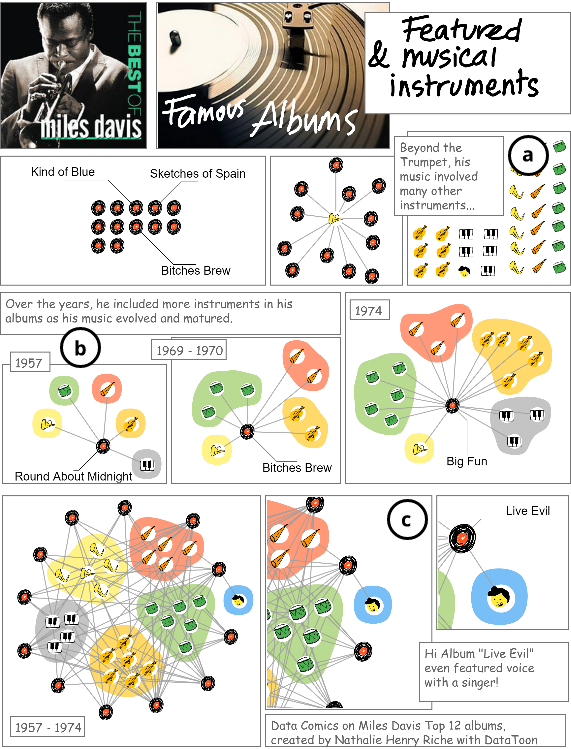 THE BEST OF
miles davis
Famous Albums
Featured
& musical
instruments
Kind of Blue
Sketches of Spain
Bitches Brew
Beyond the
Trumpet, his
music involved
many other
instruments...
a
Over the years, he included more instruments in his
albums as his music evolved and matured.
b
1957
Round About Midnight
1969 - 1970
Bitches Brew
1974
Big Fun
1957 - 1974
c
Live Evil
Hi Album "Live Evil"
even featured voice
with a singer!
Data Comics on Miles Davis Top 12 albums,
created by Nathalie Henry Riche with DataToon